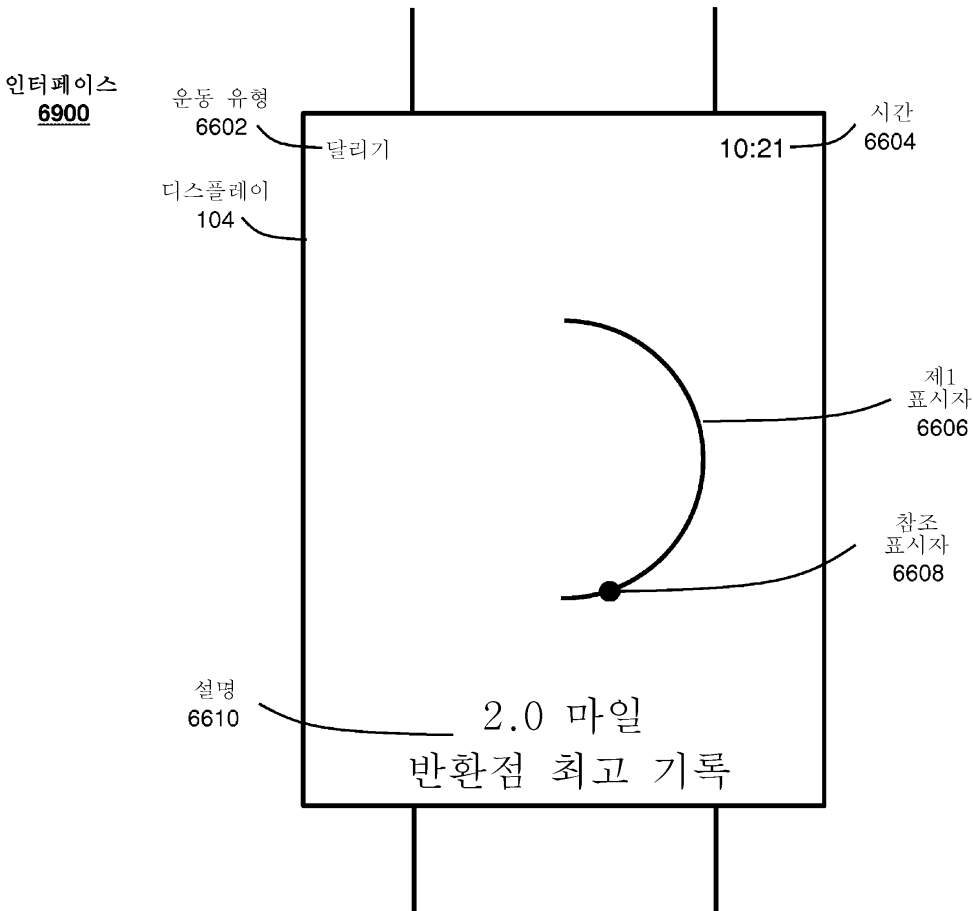 인터페이스
6900
운동 유형
6602
달리기
10:21
시간
6604
디스플레이
104
제1
표시자
6606
참조
표시자
6608
설명
6610
2.0 마일
반환점 최고 기록